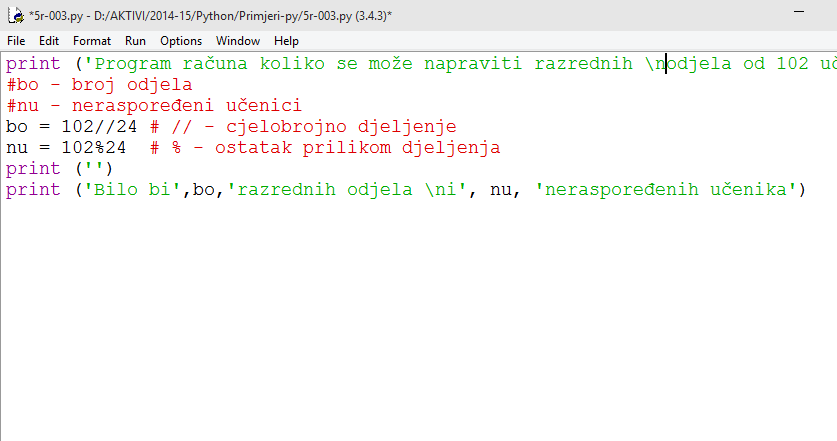 *5r-003.py - D:/AKTIVI/2014-15/Python/Primjeri-py/5r-003.py (3.4.3)*
File Edit Format Run Options Window Help
print ('Program računa koliko se može napraviti razrednih \nodjela od 102 uč
#bo - broj odjela
#nu - neraspoređeni učenici
bo = 102//24 # // - cjelobrojno djeljenje
nu = 102%24  # % - ostatak prilikom djeljenja
print ('')
print ('Bilo bi',bo,'razrednih odjela \ni', nu, 'neraspoređenih učenika')